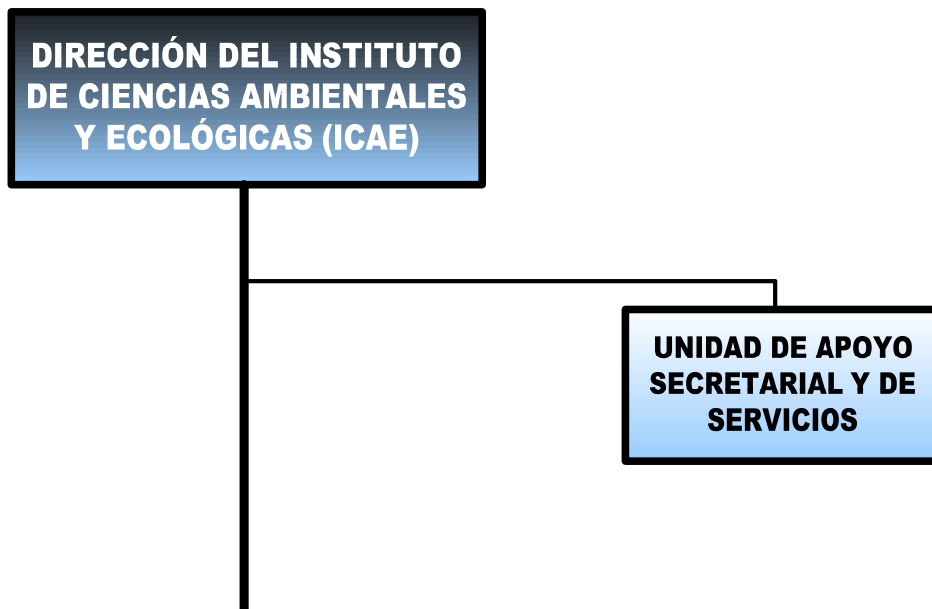 DIRECCIÓN DEL INSTITUTO
DE CIENCIAS AMBIENTALES
Y ECOLÓGICAS (ICAE)
UNIDAD DE APOYO
SECRETARIAL Y DE
SERVICIOS